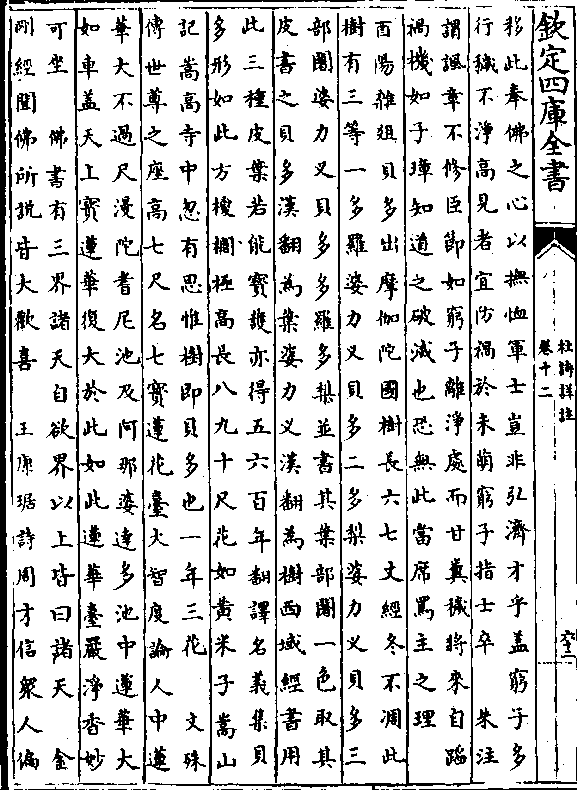 欽定四庫全書
杜詩詳註
卷十二
移此奉佛之心以撫恤軍士豈非弘濟才乎蓋窮子多
行穢不淨高見者宜防禍於未萌窮子指士卒　朱注
謂諷章不修臣節如窮子離淨處而甘糞穢將來自蹈
禍機如子璋知道之破滅也恐無此當席罵主之理
酉陽雜俎貝多出摩伽陀國樹長六七丈經冬不凋此
樹有三等一多羅婆力叉貝多二多梨婆力叉貝多三
部闍婆力叉貝多多羅多梨並書其葉部闍一色取其
皮書之貝多漢翻為葉婆力叉漢翻為樹西域經書用
此三種皮葉若能寶護亦得五六百年翻譯名義集貝
多形如此方椶櫚極高長八九十尺花如黃米子嵩山
記嵩高寺中忽有思惟樹即貝多也一年三花　文殊
傳世尊之座高七尺名七寶蓮花臺大智度論人中蓮
華大不過尺漫陀耆尼池及阿那婆達多池中蓮華大
如車蓋天上寶蓮華復大於此如此蓮華臺嚴淨香妙
可坐　佛書有三界諸天自欲界以上皆曰諸天　金
剛經聞佛所說皆大歡喜　王康琚詩周才信衆人偏